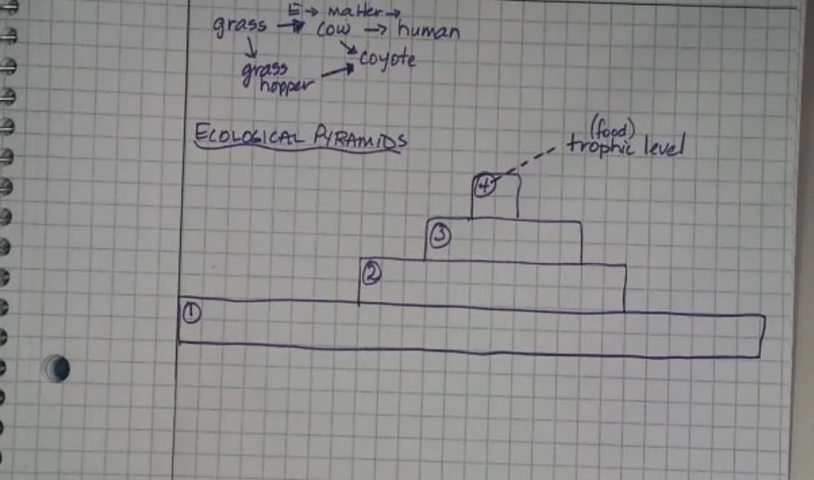 E → matter →
grass → cow → human
↓ ↘ coyote
grass
hopper →
ECOLOGICAL PYRAMIDS
(food)
trophic level
④
③
②
①